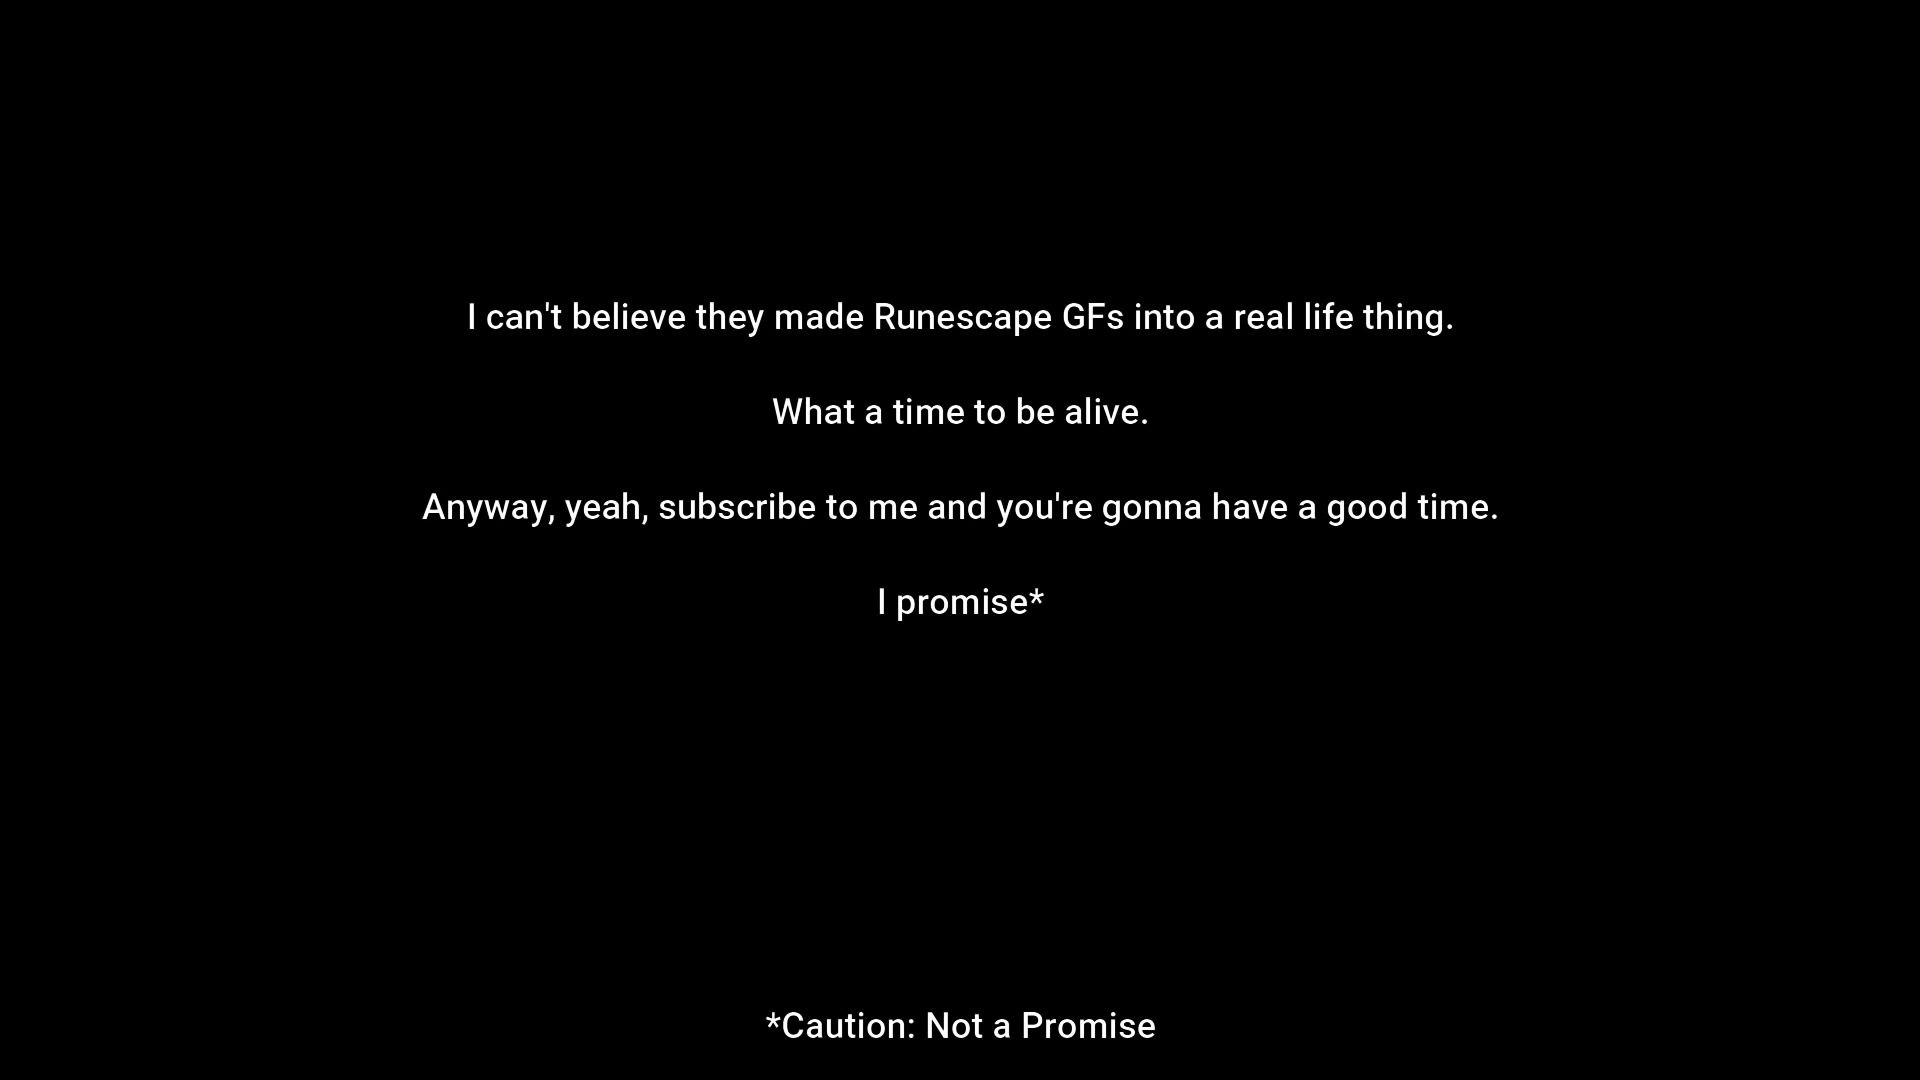 I can't believe they made Runescape GFs into a real life thing.
What a time to be alive.
Anyway, yeah, subscribe to me and you're gonna have a good time.
I promise*
*Caution: Not a Promise